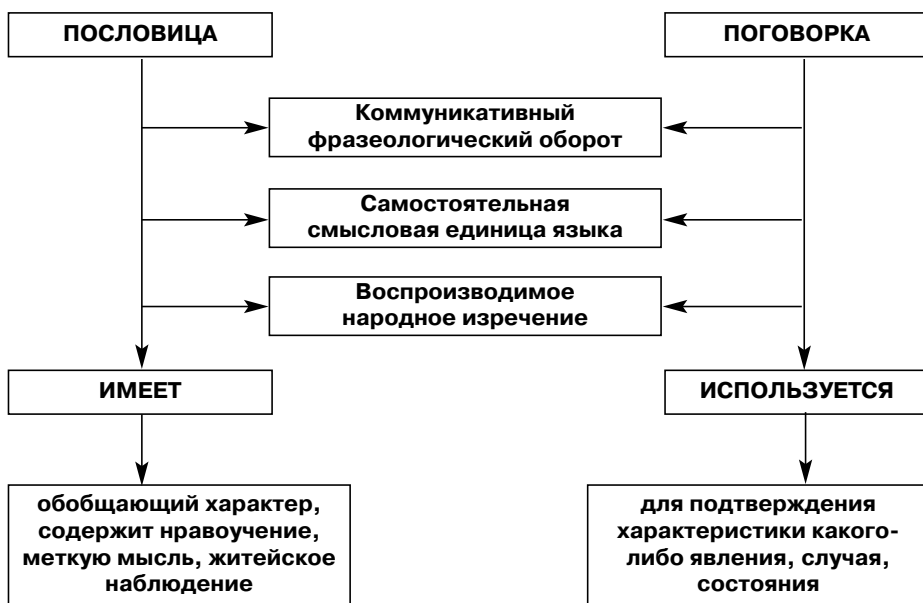 ПОСЛОВИЦА
ПОГОВОРКА
Коммуникативный
фразеологический оборот
Самостоятельная
смысловая единица языка
Воспроизводимое
народное изречение
ИМЕЕТ
ИСПОЛЬЗУЕТСЯ
обобщающий характер,
содержит нравоучение,
меткую мысль, житейское
наблюдение
для подтверждения
характеристики какого-
либо явления, случая,
состояния